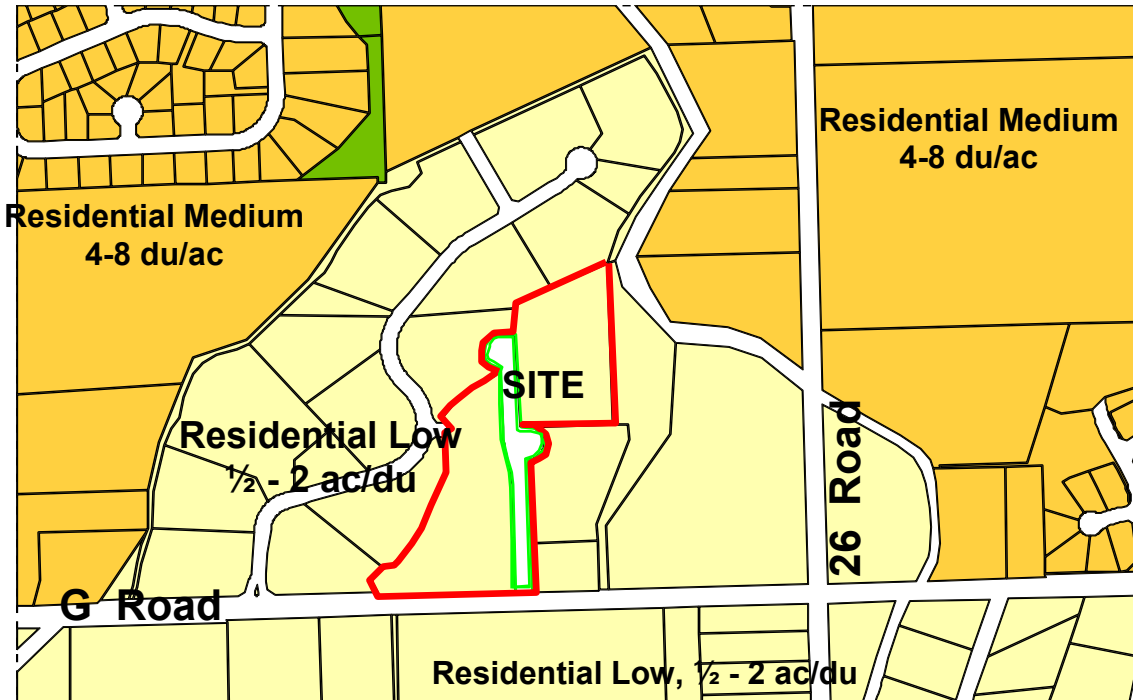 Residential Medium
4-8 du/ac
Residential Medium
4-8 du/ac
SITE
Residential Low
½ - 2 ac/du
26 Road
G Road
Residential Low, ½ - 2 ac/du